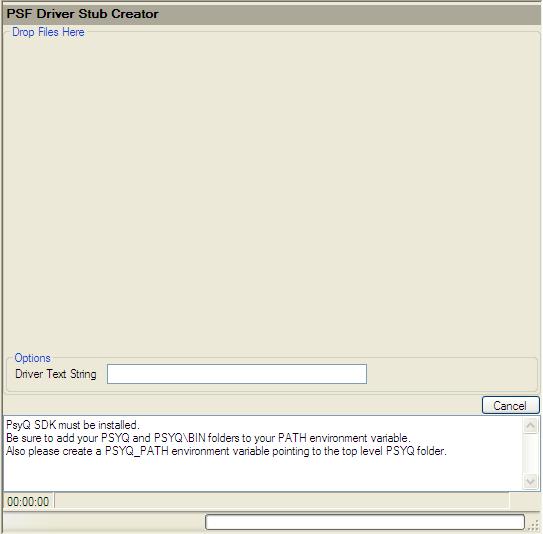 PSF Driver Stub Creator
Drop Files Here
Options
Driver Text String
Cancel
PsyQ SDK must be installed.
Be sure to add your PSYQ and PSYQ\BIN folders to your PATH environment variable.
Also please create a PSYQ_PATH environment variable pointing to the top level PSYQ folder.
00:00:00